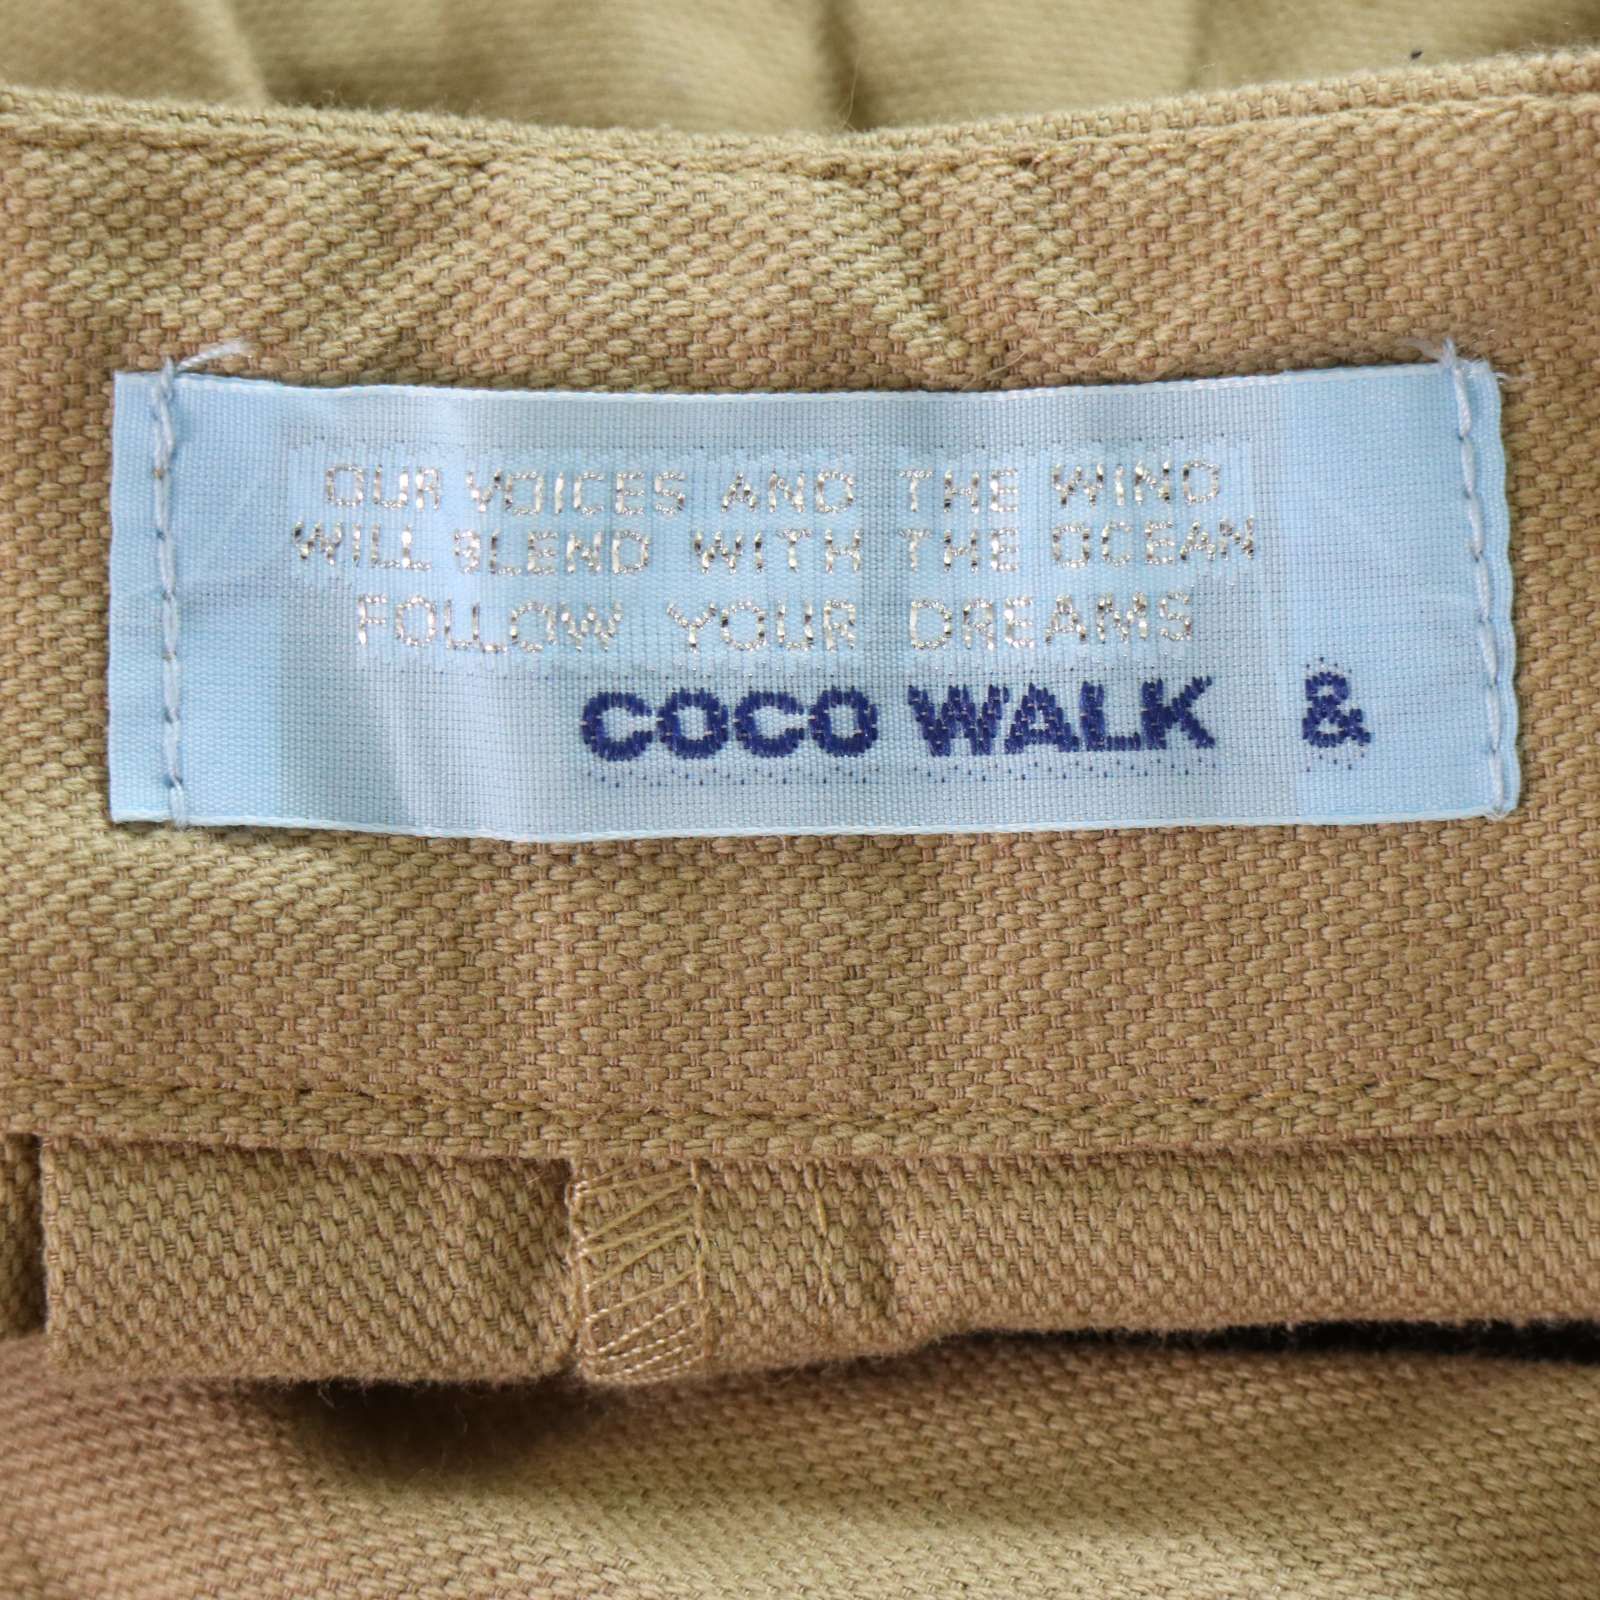 OUR VOICES AND THE WIND
WILL BLEND WITH THE OCEAN
FOLLOW YOUR DREAMS
COCO WALK &